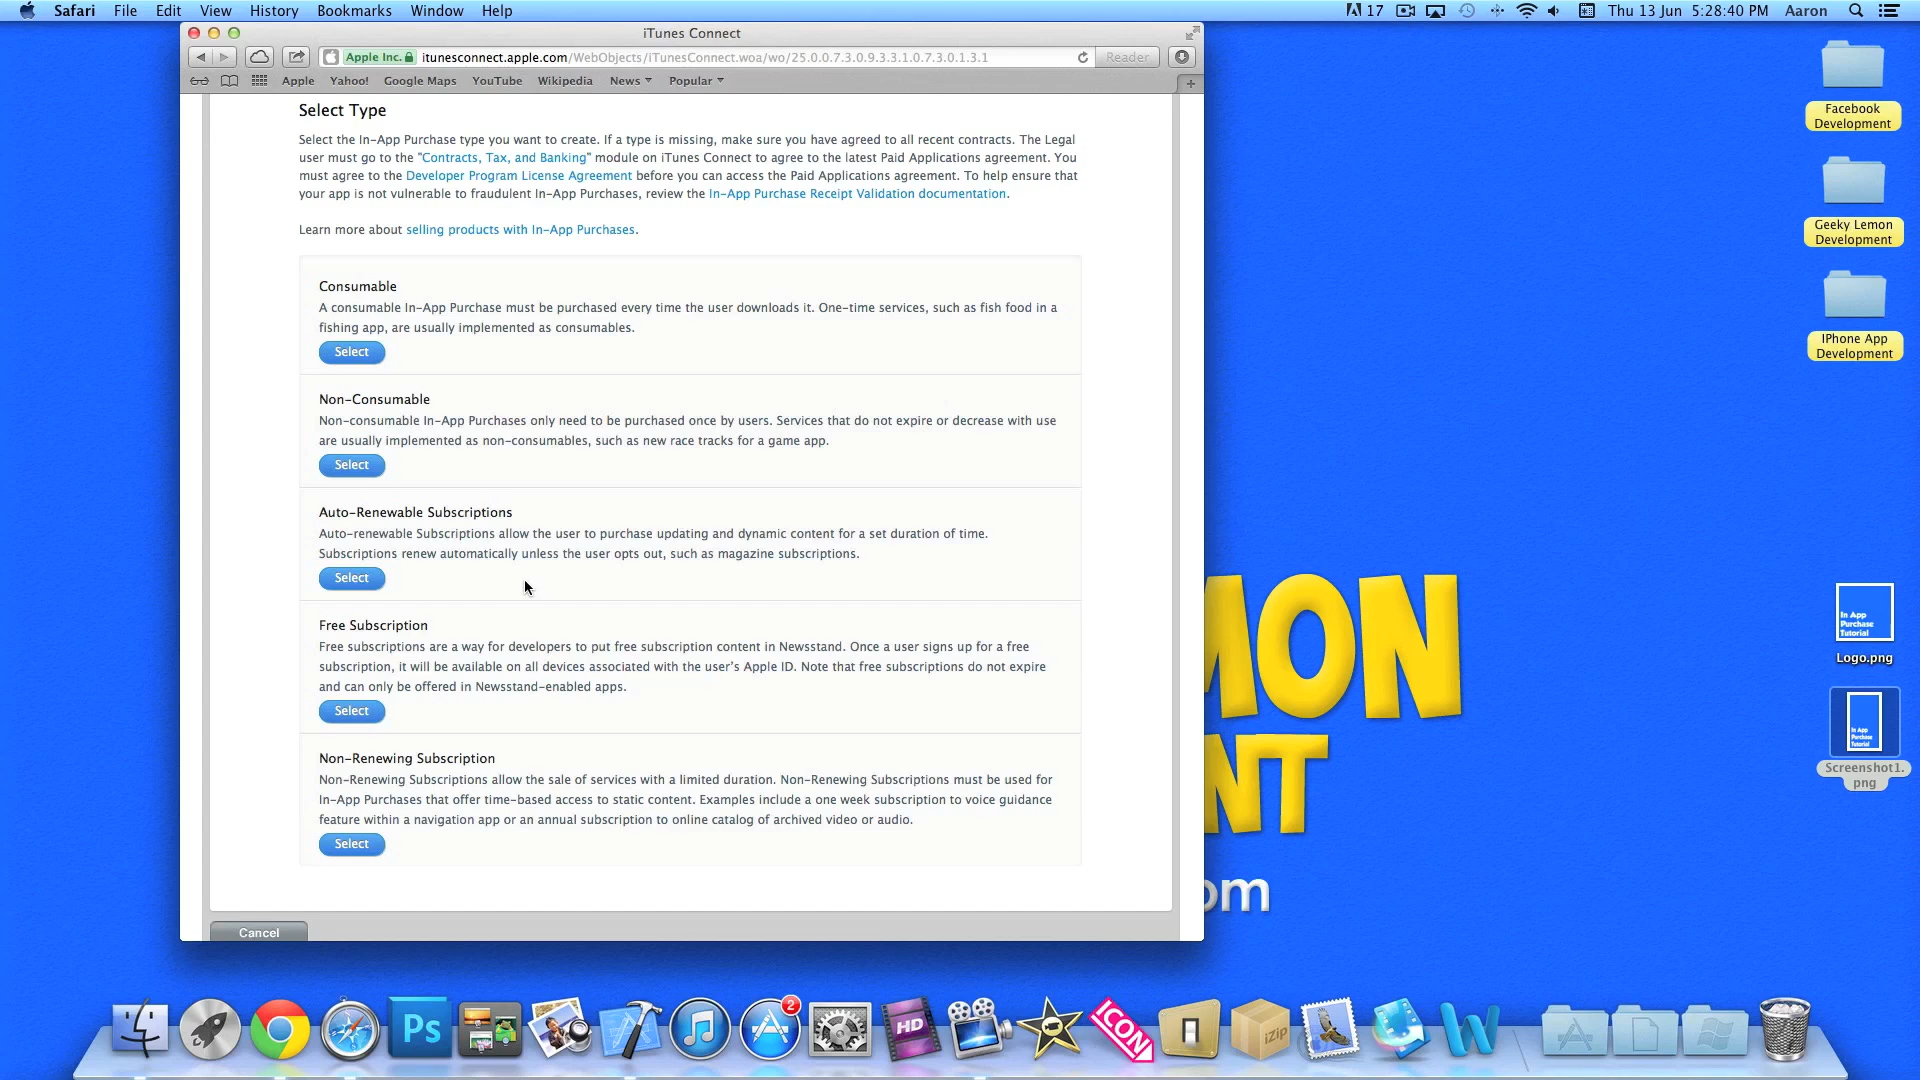 Safari File Edit View History Bookmarks Window Help
17 Thu 13 Jun 5:28:40 PM Aaron
iTunes Connect
Apple Inc. itunesconnect.apple.com/WebObjects/iTunesConnect.woa/wo/25.0.0.7.3.0.9.3.3.1.0.7.3.0.1.3.1 Reader
Apple Yahoo! Google Maps YouTube Wikipedia News Popular
Select Type
Select the In-App Purchase type you want to create. If a type is missing, make sure you have agreed to all recent contracts. The Legal
user must go to the "Contracts, Tax, and Banking" module on iTunes Connect to agree to the latest Paid Applications agreement. You
must agree to the Developer Program License Agreement before you can access the Paid Applications agreement. To help ensure that
your app is not vulnerable to fraudulent In-App Purchases, review the In-App Purchase Receipt Validation documentation.
Learn more about selling products with In-App Purchases.
Consumable
A consumable In-App Purchase must be purchased every time the user downloads it. One-time services, such as fish food in a
fishing app, are usually implemented as consumables.
Select
Non-Consumable
Non-consumable In-App Purchases only need to be purchased once by users. Services that do not expire or decrease with use
are usually implemented as non-consumables, such as new race tracks for a game app.
Select
Auto-Renewable Subscriptions
Auto-renewable Subscriptions allow the user to purchase updating and dynamic content for a set duration of time.
Subscriptions renew automatically unless the user opts out, such as magazine subscriptions.
Select
Free Subscription
Free subscriptions are a way for developers to put free subscription content in Newsstand. Once a user signs up for a free
subscription, it will be available on all devices associated with the user's Apple ID. Note that free subscriptions do not expire
and can only be offered in Newsstand-enabled apps.
Select
Non-Renewing Subscription
Non-Renewing Subscriptions allow the sale of services with a limited duration. Non-Renewing Subscriptions must be used for
In-App Purchases that offer time-based access to static content. Examples include a one week subscription to voice guidance
feature within a navigation app or an annual subscription to online catalog of archived video or audio.
Select
Cancel
MON
NT
om
Facebook
Development
Geeky Lemon
Development
IPhone App
Development
In App
Purchase
Tutorial
Logo.png
In App
Purchase
Tutorial
Screenshot1.
png
Ps
2
HD
ICON
iZip
W